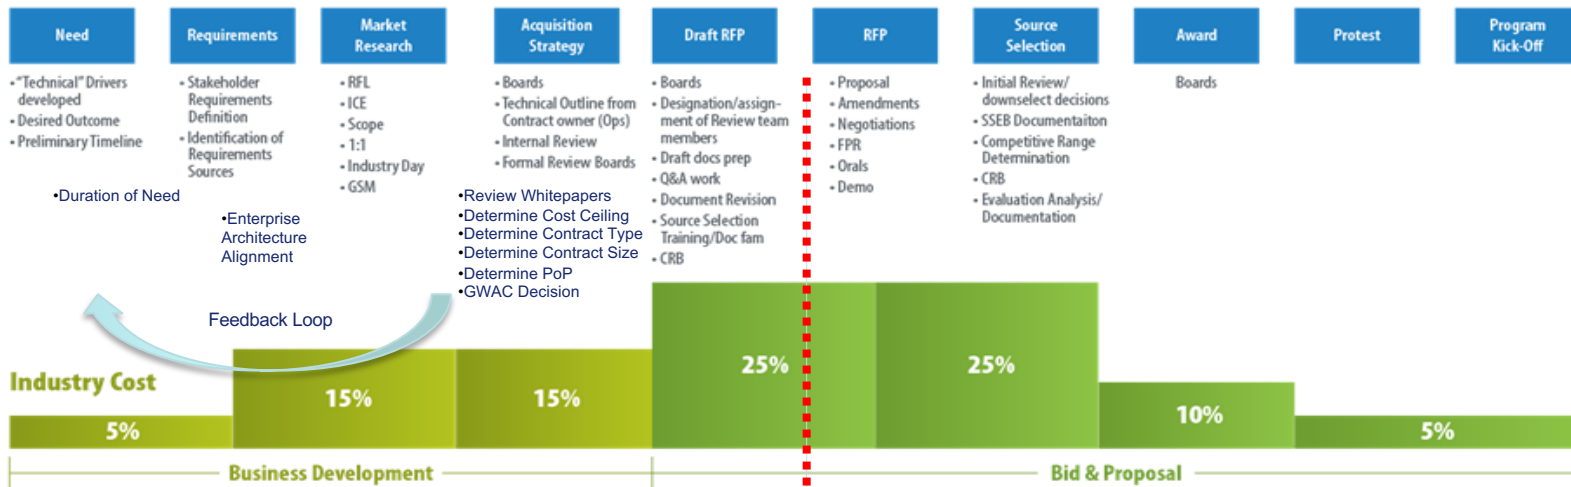 Need
Requirements
Market
Research
Acquisition
Strategy
Draft RFP
RFP
Source
Selection
Award
Protest
Program
Kick-Off
• "Technical" Drivers
developed
• Desired Outcome
• Preliminary Timeline
•Duration of Need
• Stakeholder
Requirements
Definition
• Identification of
Requirements
Sources
•Enterprise
Architecture
Alignment
• RFL
• ICE
• Scope
• 1:1
• Industry Day
• GSM
• Boards
• Technical Outline from
Contract owner (Ops)
• Internal Review
• Formal Review Boards
•Review Whitepapers
•Determine Cost Ceiling
•Determine Contract Type
•Determine Contract Size
•Determine PoP
•GWAC Decision
• Boards
• Designation/assign-
ment of Review team
members
• Draft docs prep
• Q&A work
• Document Revision
• Source Selection
Training/Doc fam
• CRB
• Proposal
• Amendments
• Negotiations
• FPR
• Orals
• Demo
• Initial Review/
downselect decisions
• SSEB Documentaiton
• Competitive Range
Determination
• CRB
• Evaluation Analysis/
Documentation
Boards
Feedback Loop
Industry Cost
5%
15%
15%
25%
25%
10%
5%
Business Development
Bid & Proposal